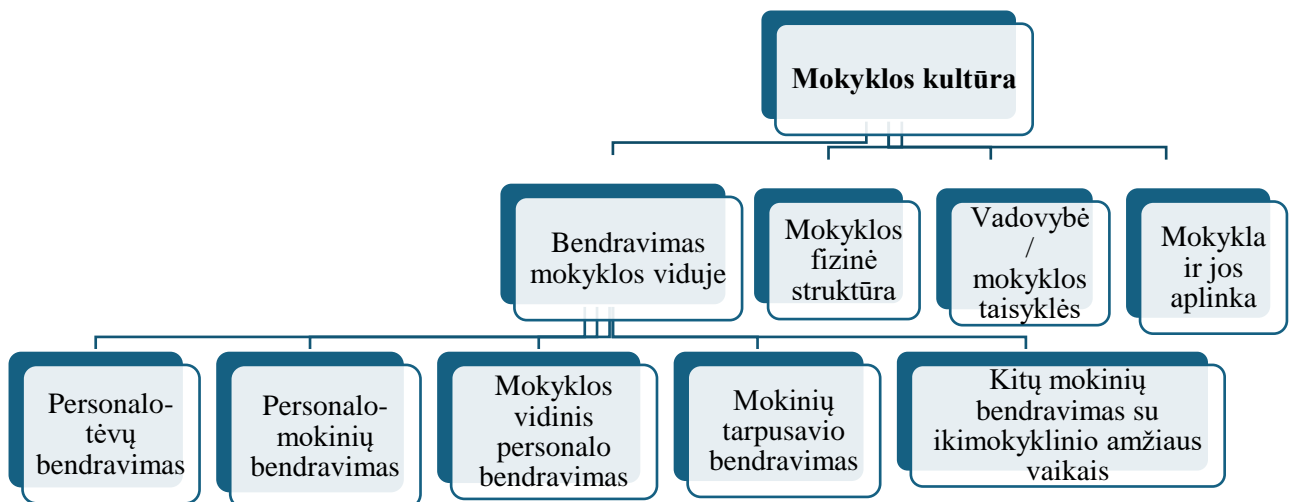 Mokyklos kultūra
Bendravimas
mokyklos viduje
Mokyklos
fizinė
struktūra
Vadovybė
/
mokyklos
taisyklės
Mokykla
ir jos
aplinka
Personalo-
tėvų
bendravimas
Personalo-
mokinių
bendravimas
Mokyklos
vidinis
personalo
bendravimas
Mokinių
tarpusavio
bendravimas
Kitų mokinių
bendravimas su
ikimokyklinio amžiaus
vaikais